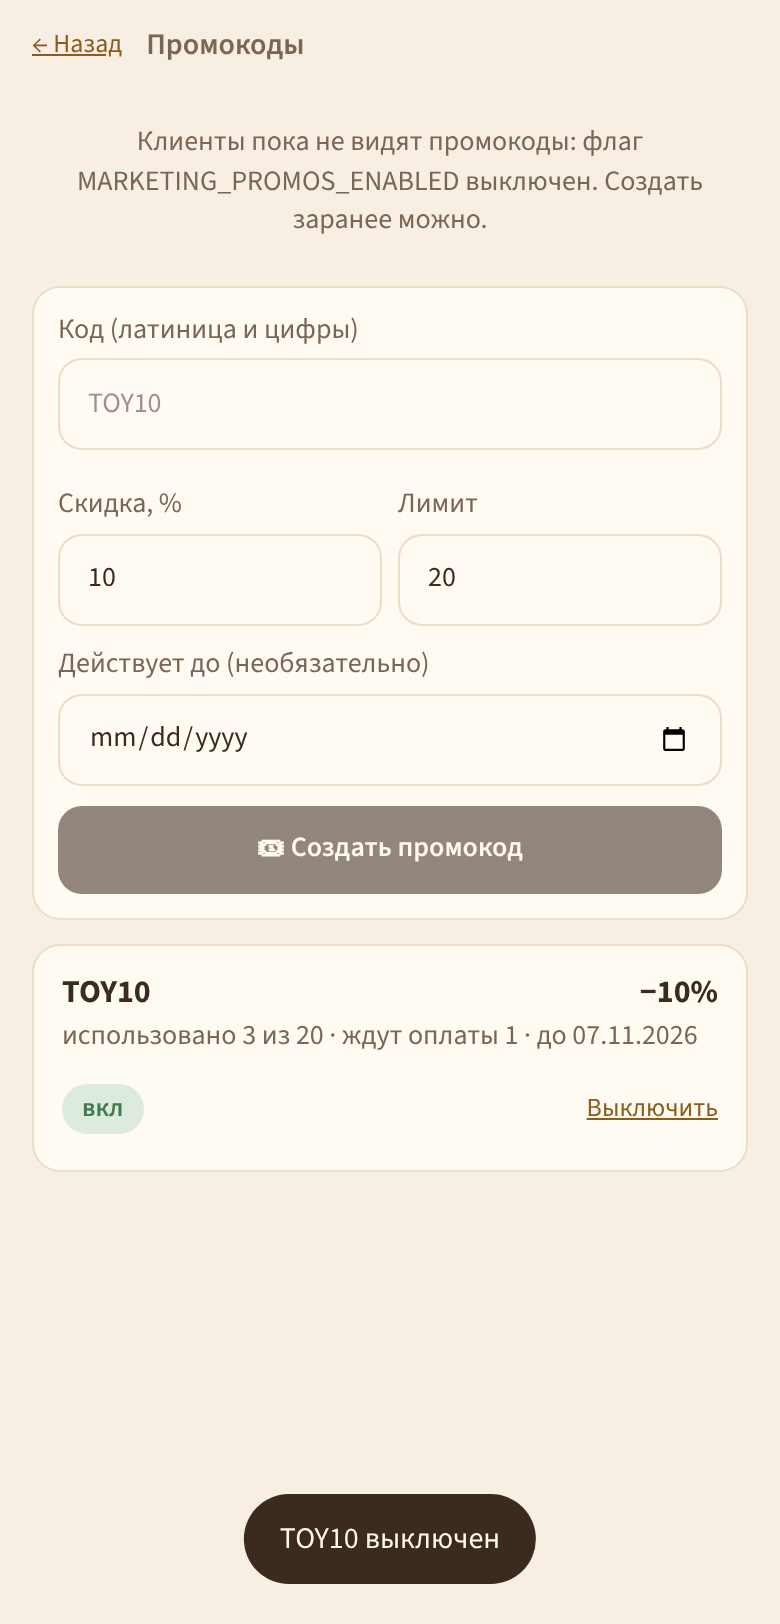 ← Назад Промокоды
Клиенты пока не видят промокоды: флаг
MARKETING_PROMOS_ENABLED выключен. Создать
заранее можно.
Код (латиница и цифры)
TOY10
Скидка, % Лимит
10 20
Действует до (необязательно)
mm/dd/yyyy
🎟 Создать промокод
TOY10 −10%
использовано 3 из 20 · ждут оплаты 1 · до 07.11.2026
вкл Выключить
TOY10 выключен